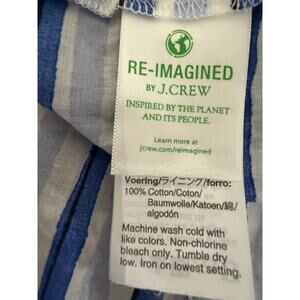 RE-IMAGINED
BY J.CREW
INSPIRED BY THE PLANET
AND ITS PEOPLE.
Learn more at
jcrew.com/reimagined
Voering/ライニング/forro:
100% Cotton/Coton/
Baumwolle/Katoen/綿/
algodón
Machine wash cold with
like colors. Non-chlorine
bleach only. Tumble dry
low. Iron on lowest setting.